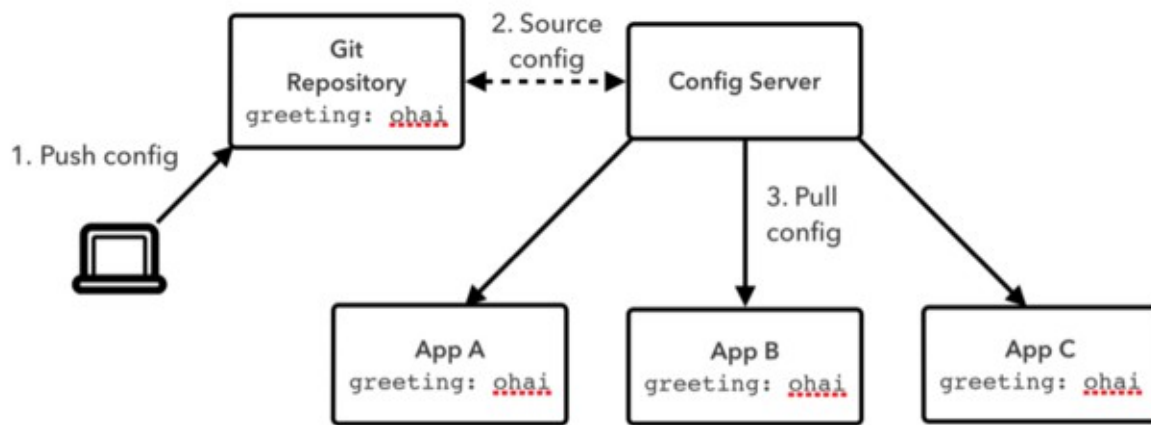 Git
Repository
greeting: ohai
2. Source
config
Config Server
1. Push config
3. Pull
config
App A
greeting: ohai
App B
greeting: ohai
App C
greeting: ohai